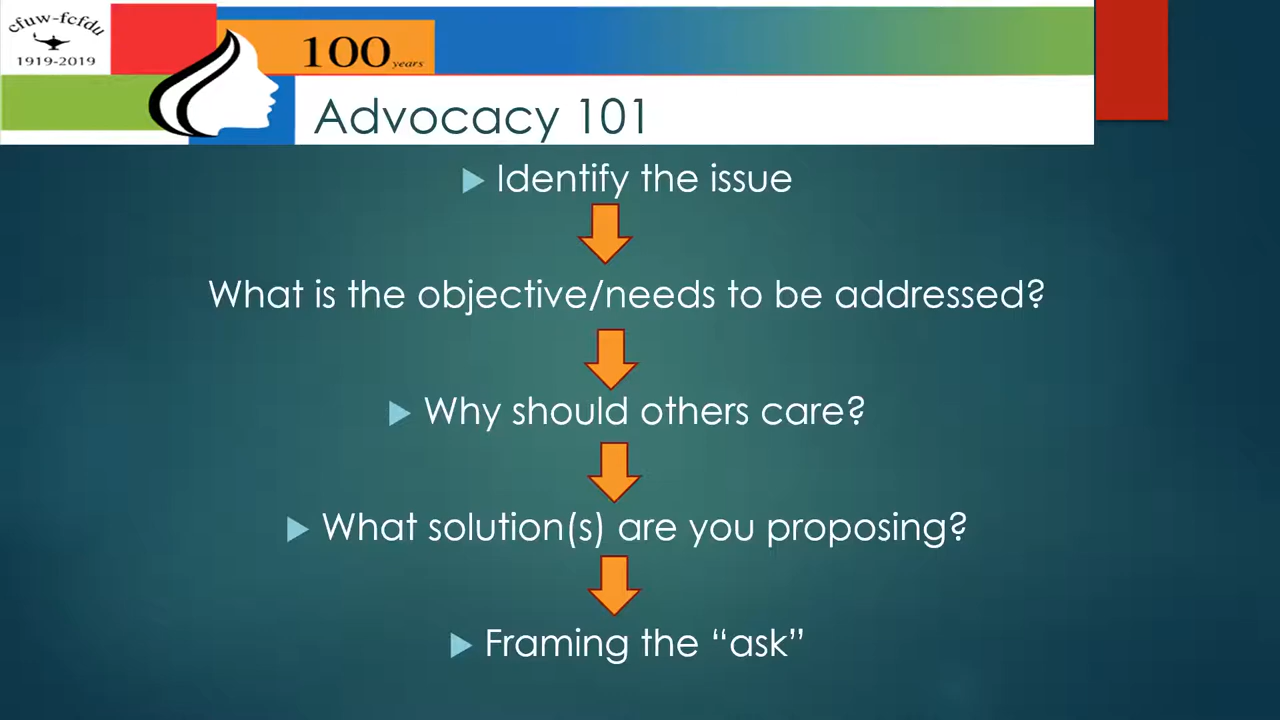 cfuw-fcfdu
1919-2019
100 years
Advocacy 101
Identify the issue
What is the objective/needs to be addressed?
Why should others care?
What solution(s) are you proposing?
Framing the “ask”